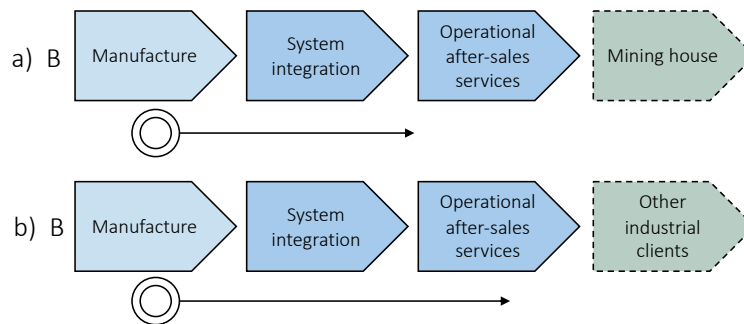 a) B
Manufacture
System
integration
Operational
after-sales
services
Mining house
b) B
Manufacture
System
integration
Operational
after-sales
services
Other
industrial
clients